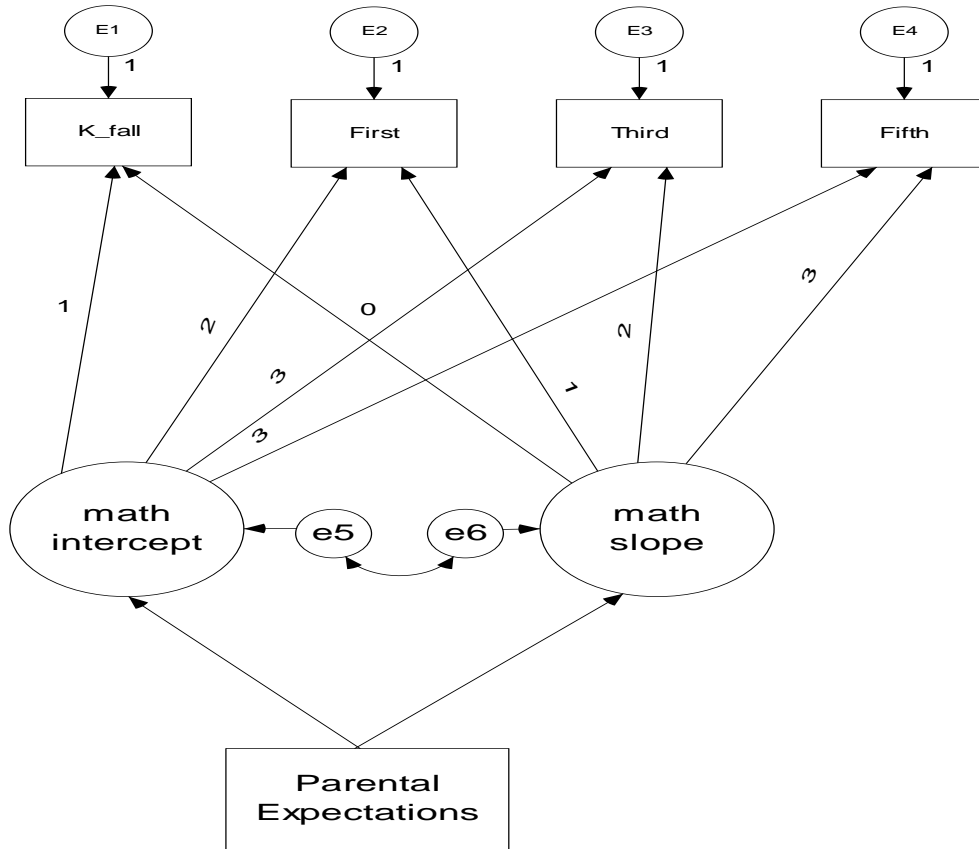 E1
E2
E3
E4
1
1
1
1
K_fall
First
Third
Fifth
1
2
3
3
0
1
2
3
math
intercept
e5
e6
math
slope
Parental
Expectations